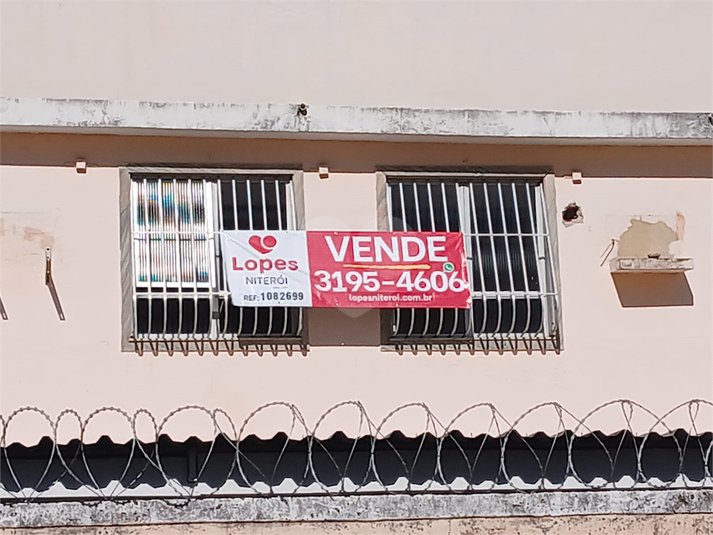 Lopes
NITERÓI
REF: 1082699
VENDE
3195-4606
lopesniteroi.com.br